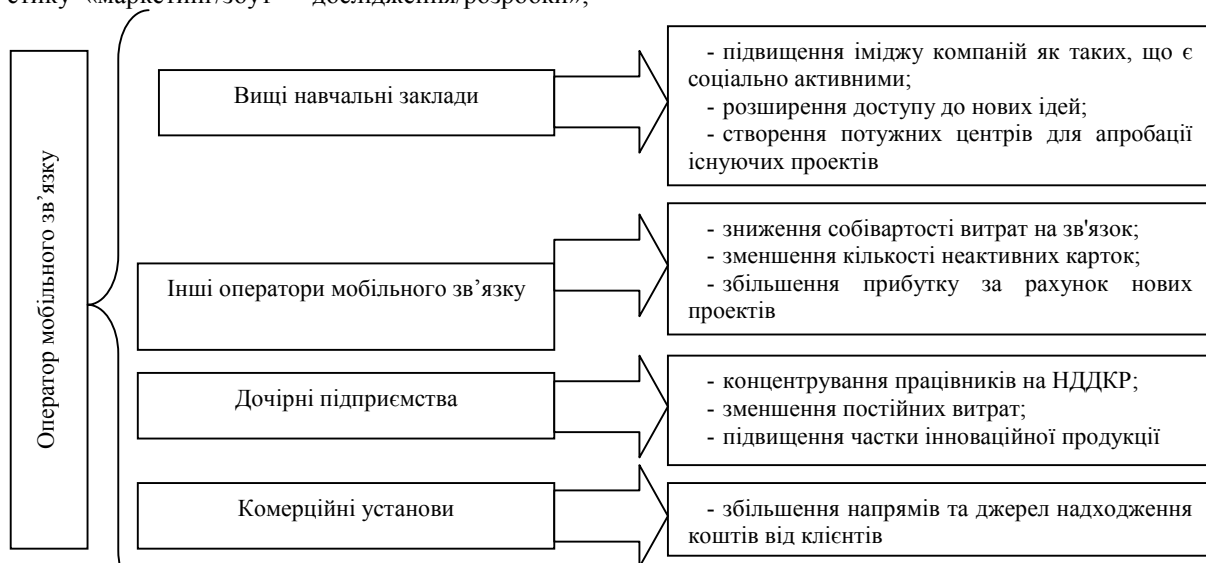 стику «маркетинг/збут – дослідження/розробки»;
Оператор мобільного зв’язку
Вищі навчальні заклади
- підвищення іміджу компаній як таких, що є
соціально активними;
- розширення доступу до нових ідей;
- створення потужних центрів для апробації
існуючих проектів
Інші оператори мобільного зв’язку
- зниження собівартості витрат на зв'язок;
- зменшення кількості неактивних карток;
- збільшення прибутку за рахунок нових
проектів
Дочірні підприємства
- концентрування працівників на НДДКР;
- зменшення постійних витрат;
- підвищення частки інноваційної продукції
Комерційні установи
- збільшення напрямів та джерел надходження
коштів від клієнтів